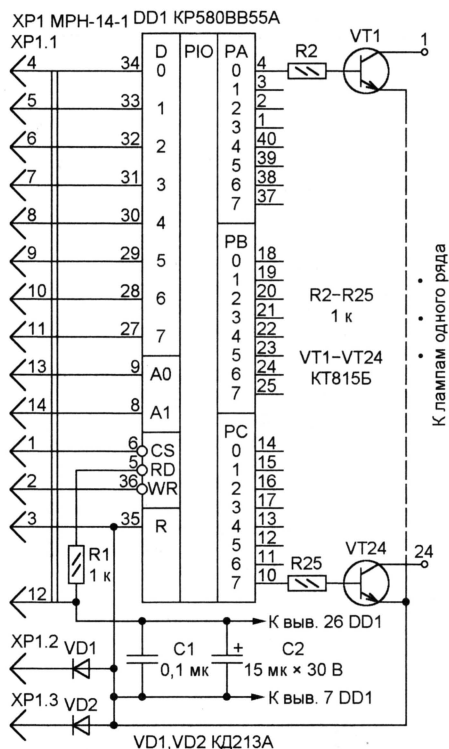 ХР1 МРН-14-1 DD1 КР580ВВ55А
ХР1.1
VT1
4 34 D 0 PIO PA 0 4 R2 1
5 33 1 1 3
6 32 2 2 2
3 1
7 31 3 4 40
5 39
8 30 4 6 38
7 37
9 29 5 PB 0 18
1 19
10 28 6 2 20
3 21
11 27 7 4 22
5 23
13 9 A0 6 24
7 25
14 8 A1 PC
1 6 CS 0 14
5 RD 1 15
2 36 WR 2 16
3 17
3 35 R 4 13
5 12
6 11
7 10 R25 VT24 24
R2–R25
1 к
VT1–VT24
КТ815Б
К лампам одного ряда
R1
1 к
12
К выв. 26 DD1
ХР1.2 VD1
C1
0,1 мк
+ C2
15 мк × 30 В
ХР1.3 VD2
К выв. 7 DD1
VD1,VD2 КД213А